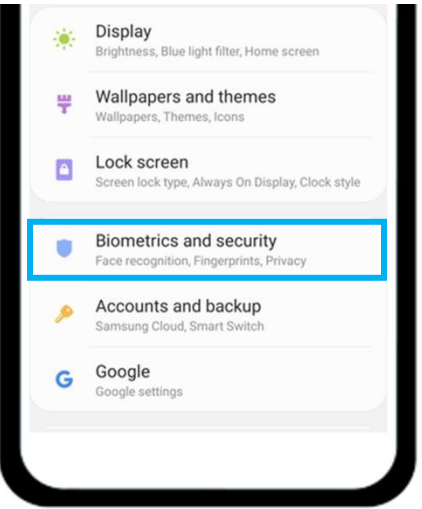 Display
Brightness, Blue light filter, Home screen
Wallpapers and themes
Wallpapers, Themes, Icons
Lock screen
Screen lock type, Always On Display, Clock style
Biometrics and security
Face recognition, Fingerprints, Privacy
Accounts and backup
Samsung Cloud, Smart Switch
Google
Google settings